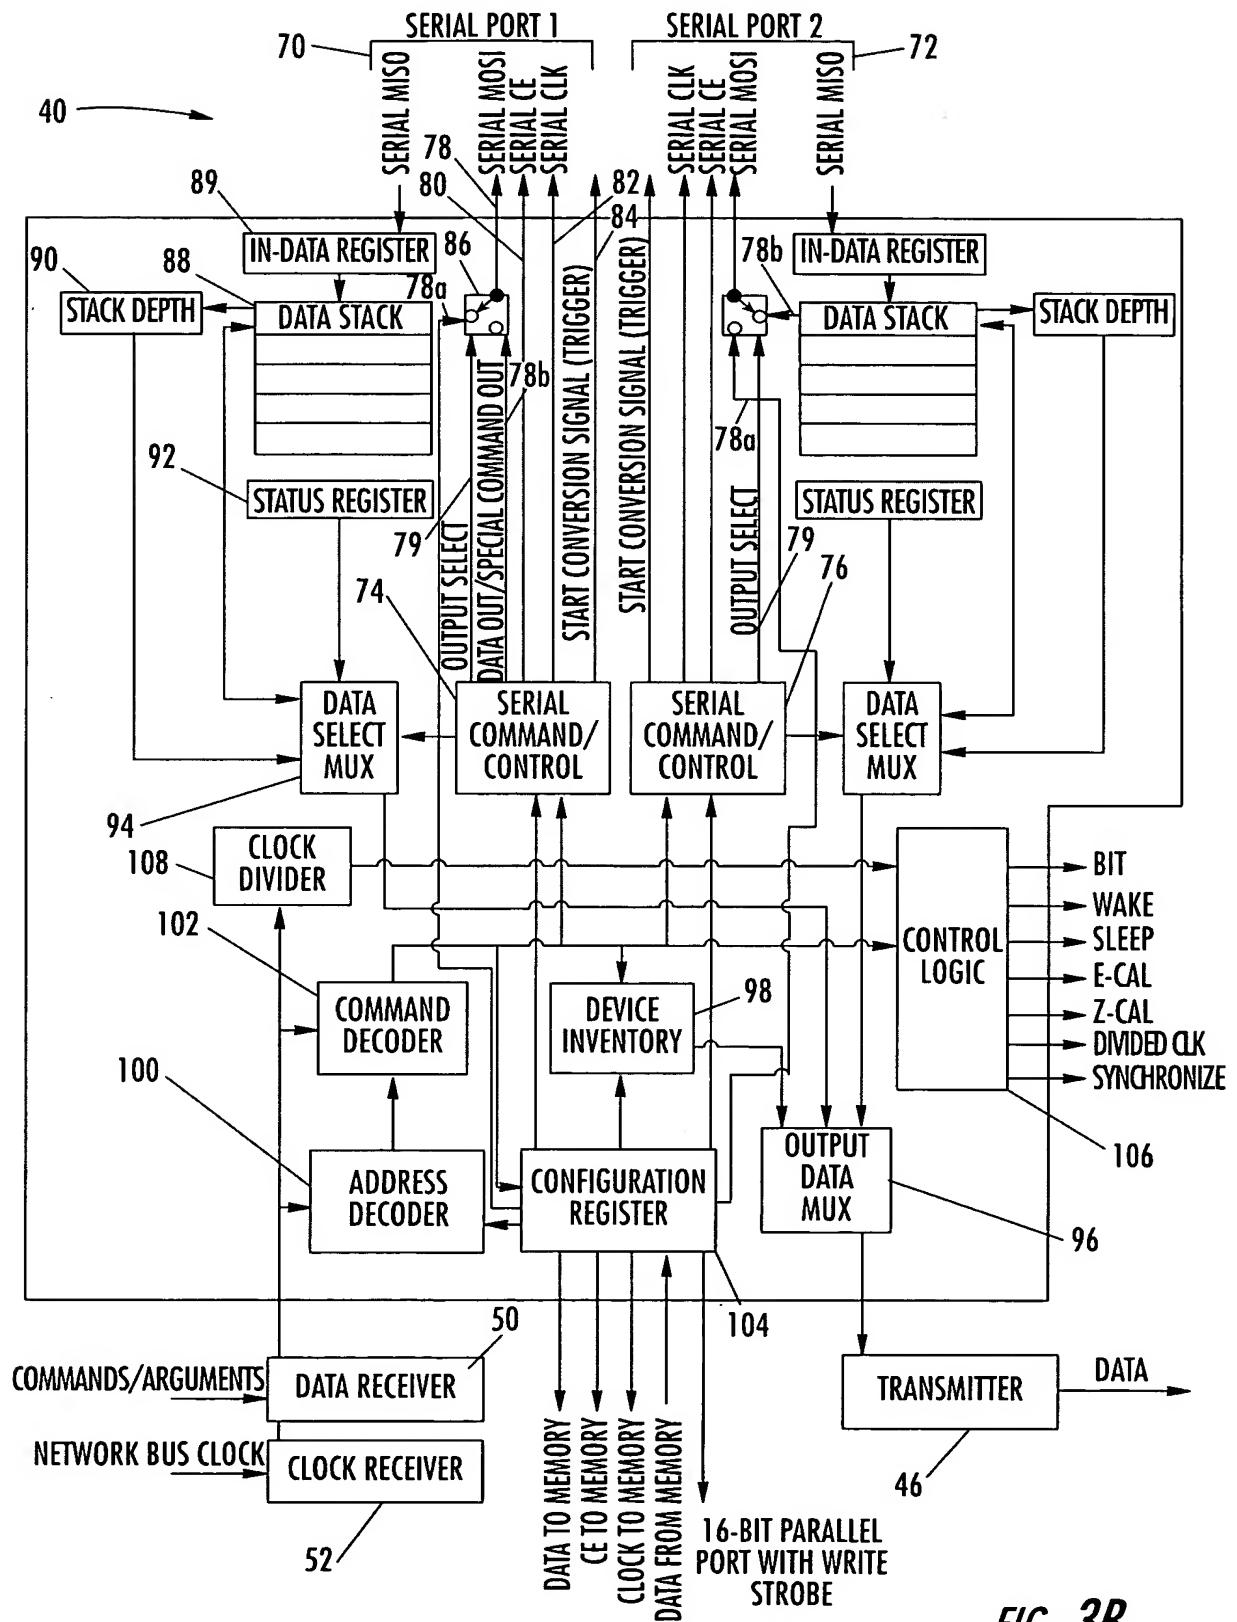 SERIAL PORT 1
SERIAL PORT 2
70
72
40
SERIAL MISO
SERIAL MOSI
SERIAL CE
SERIAL CLK
SERIAL CLK
SERIAL CE
SERIAL MOSI
SERIAL MISO
78
80
82
84
89
IN-DATA REGISTER
86
78b
IN-DATA REGISTER
90
88
78a
STACK DEPTH
DATA STACK
DATA STACK
STACK DEPTH
78b
78a
92
STATUS REGISTER
STATUS REGISTER
79
OUTPUT SELECT
DATA OUT/SPECIAL COMMAND OUT
START CONVERSION SIGNAL (TRIGGER)
START CONVERSION SIGNAL (TRIGGER)
OUTPUT SELECT
79
74
76
DATA
SELECT
MUX
SERIAL
COMMAND/
CONTROL
SERIAL
COMMAND/
CONTROL
DATA
SELECT
MUX
94
108
CLOCK
DIVIDER
BIT
WAKE
SLEEP
E-CAL
Z-CAL
DIVIDED CLK
SYNCHRONIZE
102
CONTROL
LOGIC
COMMAND
DECODER
DEVICE
INVENTORY
98
100
106
ADDRESS
DECODER
CONFIGURATION
REGISTER
OUTPUT
DATA
MUX
96
104
50
COMMANDS/ARGUMENTS
DATA RECEIVER
TRANSMITTER
DATA
NETWORK BUS CLOCK
CLOCK RECEIVER
46
52
DATA TO MEMORY
CE TO MEMORY
CLOCK TO MEMORY
DATA FROM MEMORY
16-BIT PARALLEL
PORT WITH WRITE
STROBE
FIG. 3B